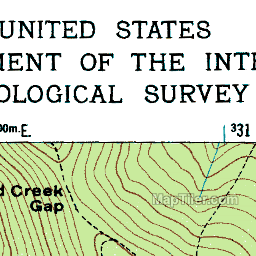 UNITED STATES
MENT OF THE INT
OLOGICAL SURVEY
00m. E.
331
d Creek
Gap
MapTiler.com